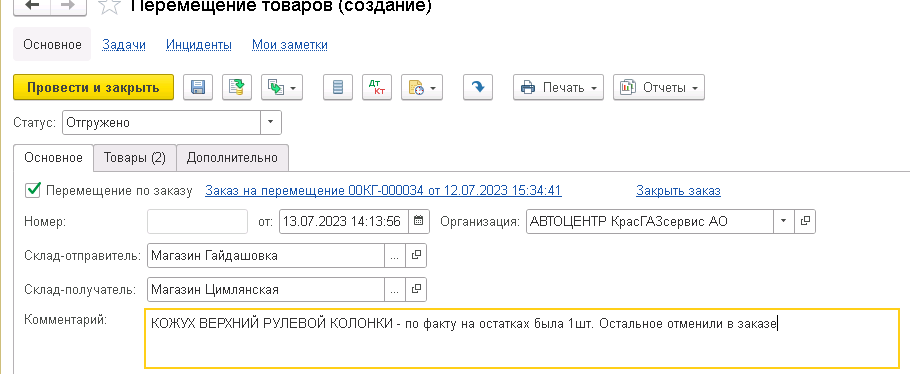 Перемещение товаров (создание)
Основное Задачи Инциденты Мои заметки
Провести и закрыть Дт Кт Печать Отчеты
Статус: Отгружено
Основное Товары (2) Дополнительно
Перемещение по заказу Заказ на перемещение 00КГ-000034 от 12.07.2023 15:34:41 Закрыть заказ
Номер: от: 13.07.2023 14:13:56 Организация: АВТОЦЕНТР КрасГАЗсервис АО
Склад-отправитель: Магазин Гайдашовка ...
Склад-получатель: Магазин Цимлянская ...
Комментарий: КОЖУХ ВЕРХНИЙ РУЛЕВОЙ КОЛОНКИ - по факту на остатках была 1шт. Остальное отменили в заказе